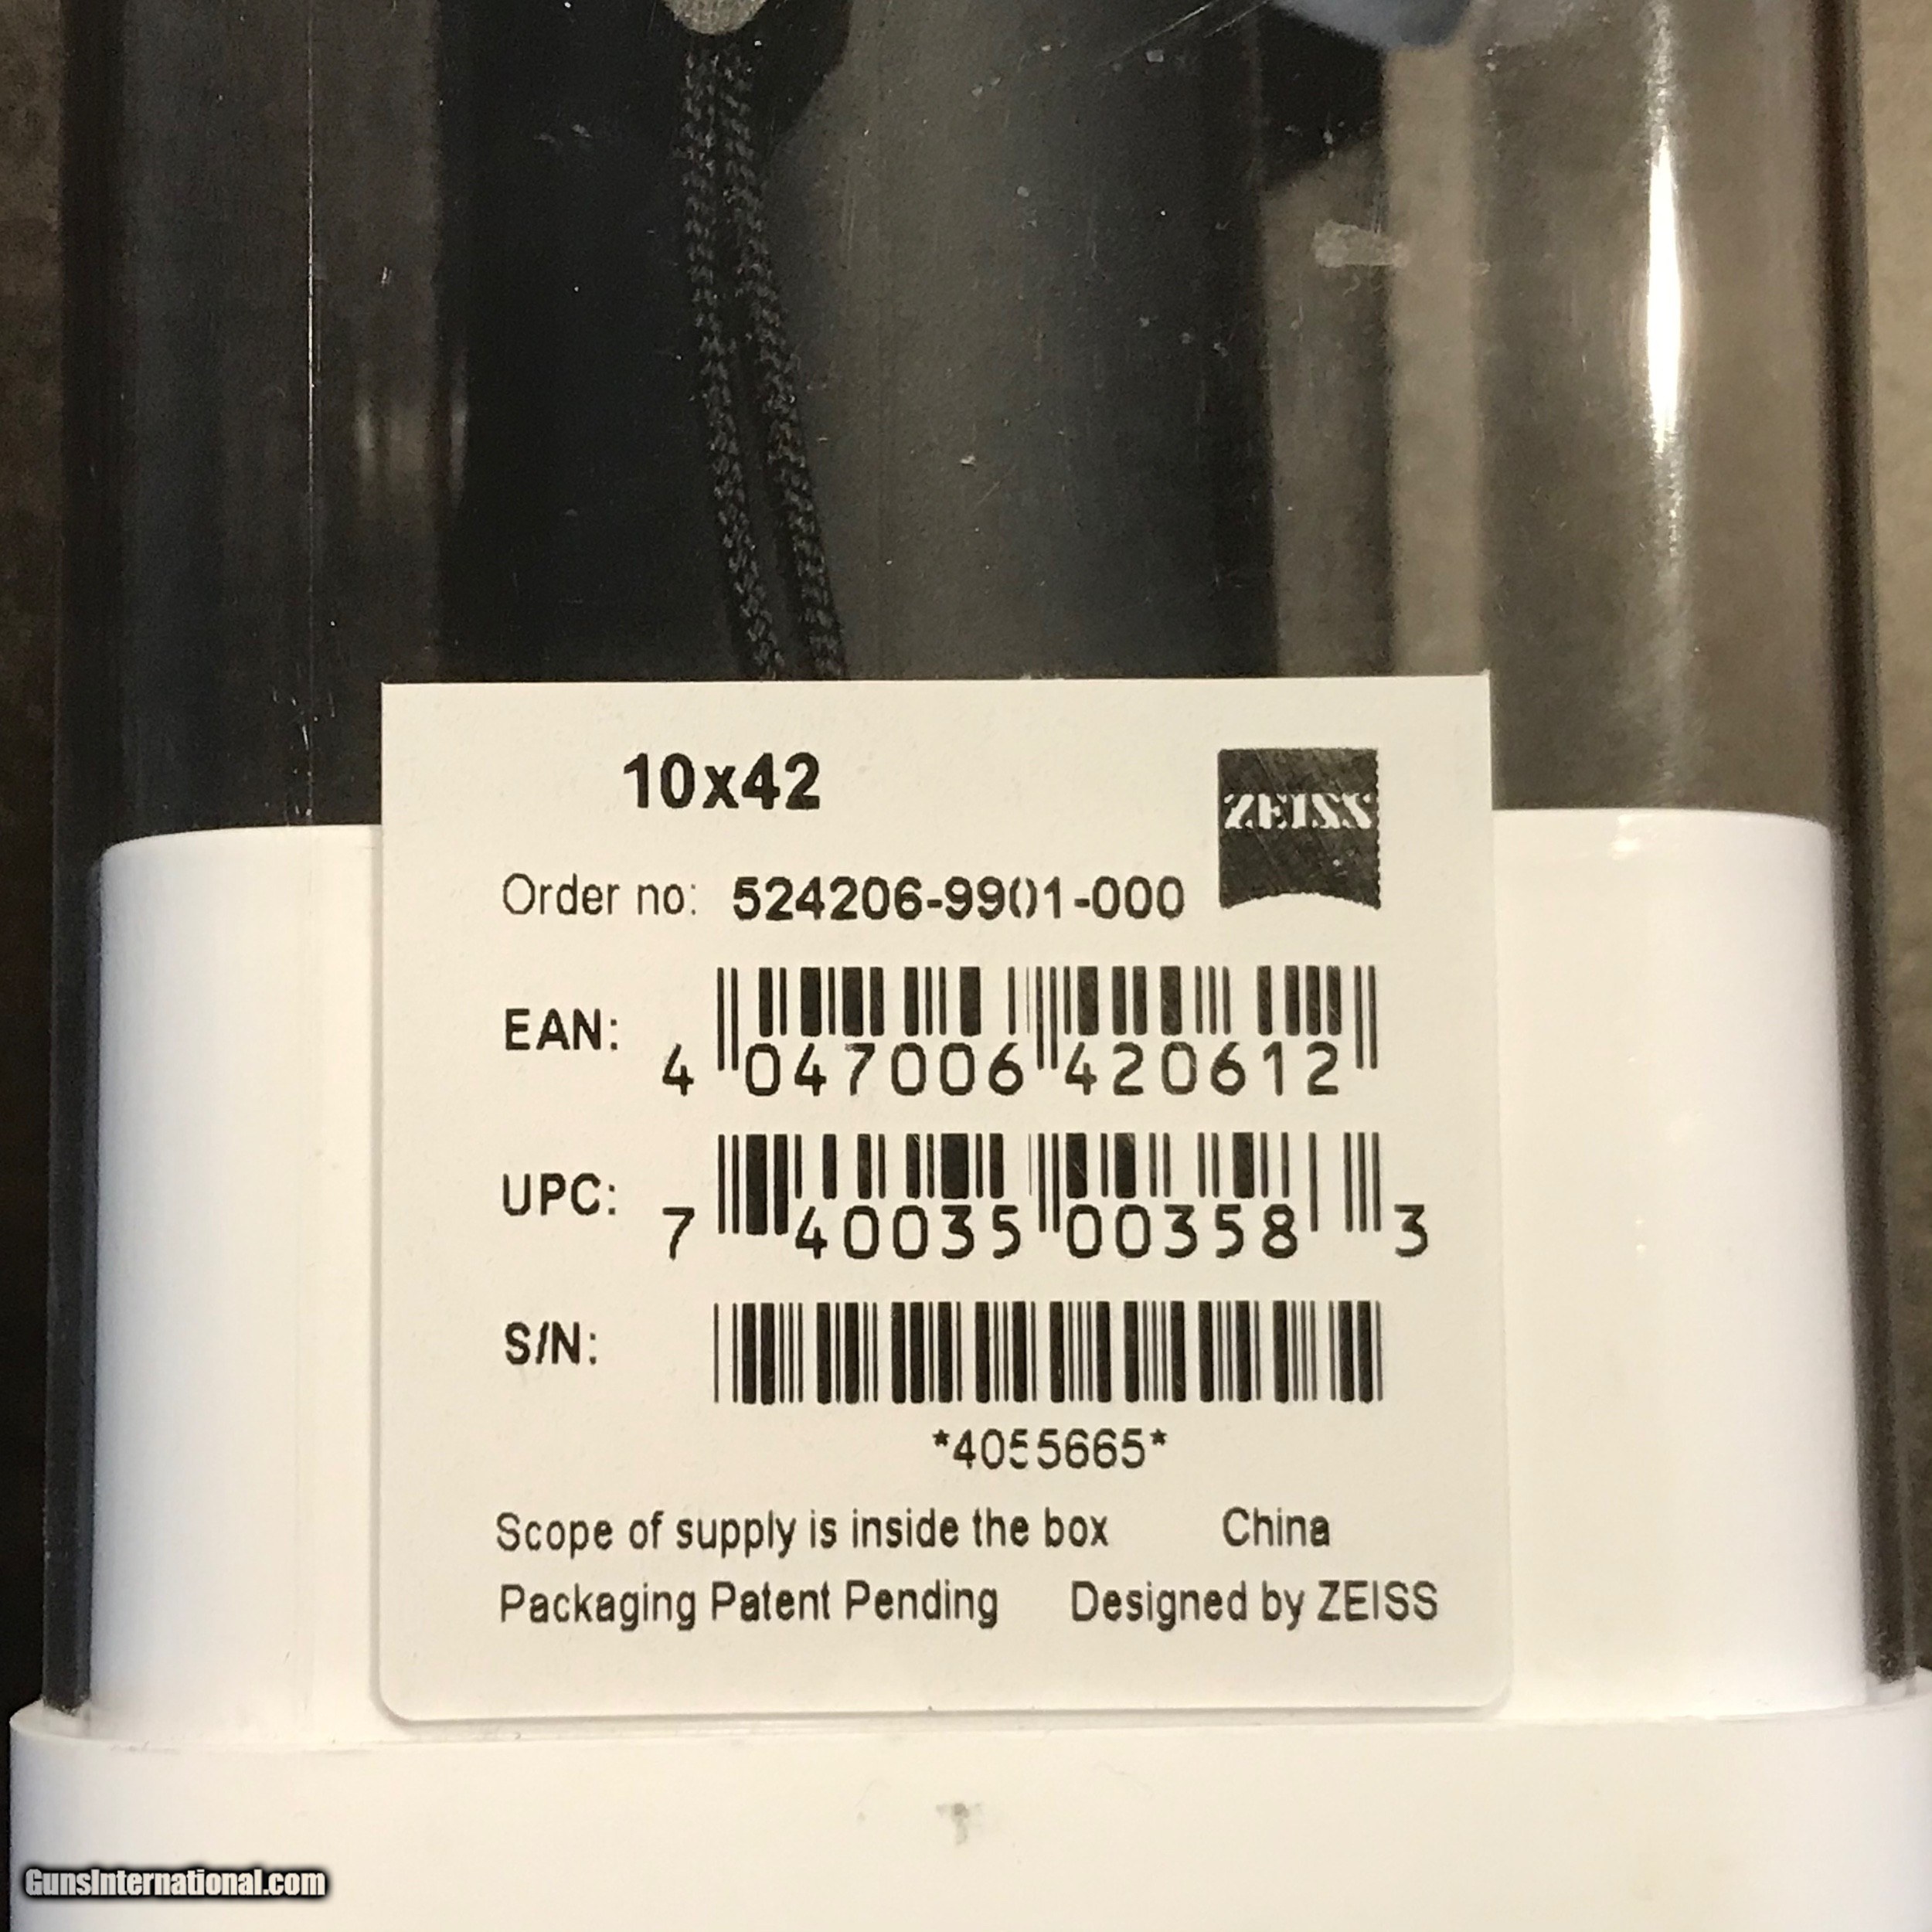 10x42
ZEISS
Order no: 524206-9901-000
EAN: 4 047006 420612
UPC: 7 40035 00358 3
S/N:
*4055665*
Scope of supply is inside the box China
Packaging Patent Pending Designed by ZEISS
GunsInternational.com